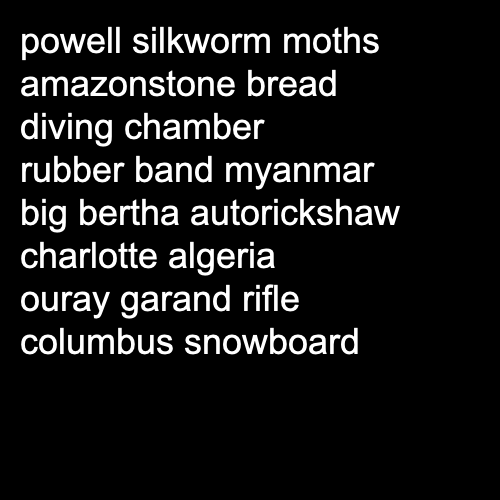 powell silkworm moths
amazonstone bread
diving chamber
rubber band myanmar
big bertha autorickshaw
charlotte algeria
ouray garand rifle
columbus snowboard